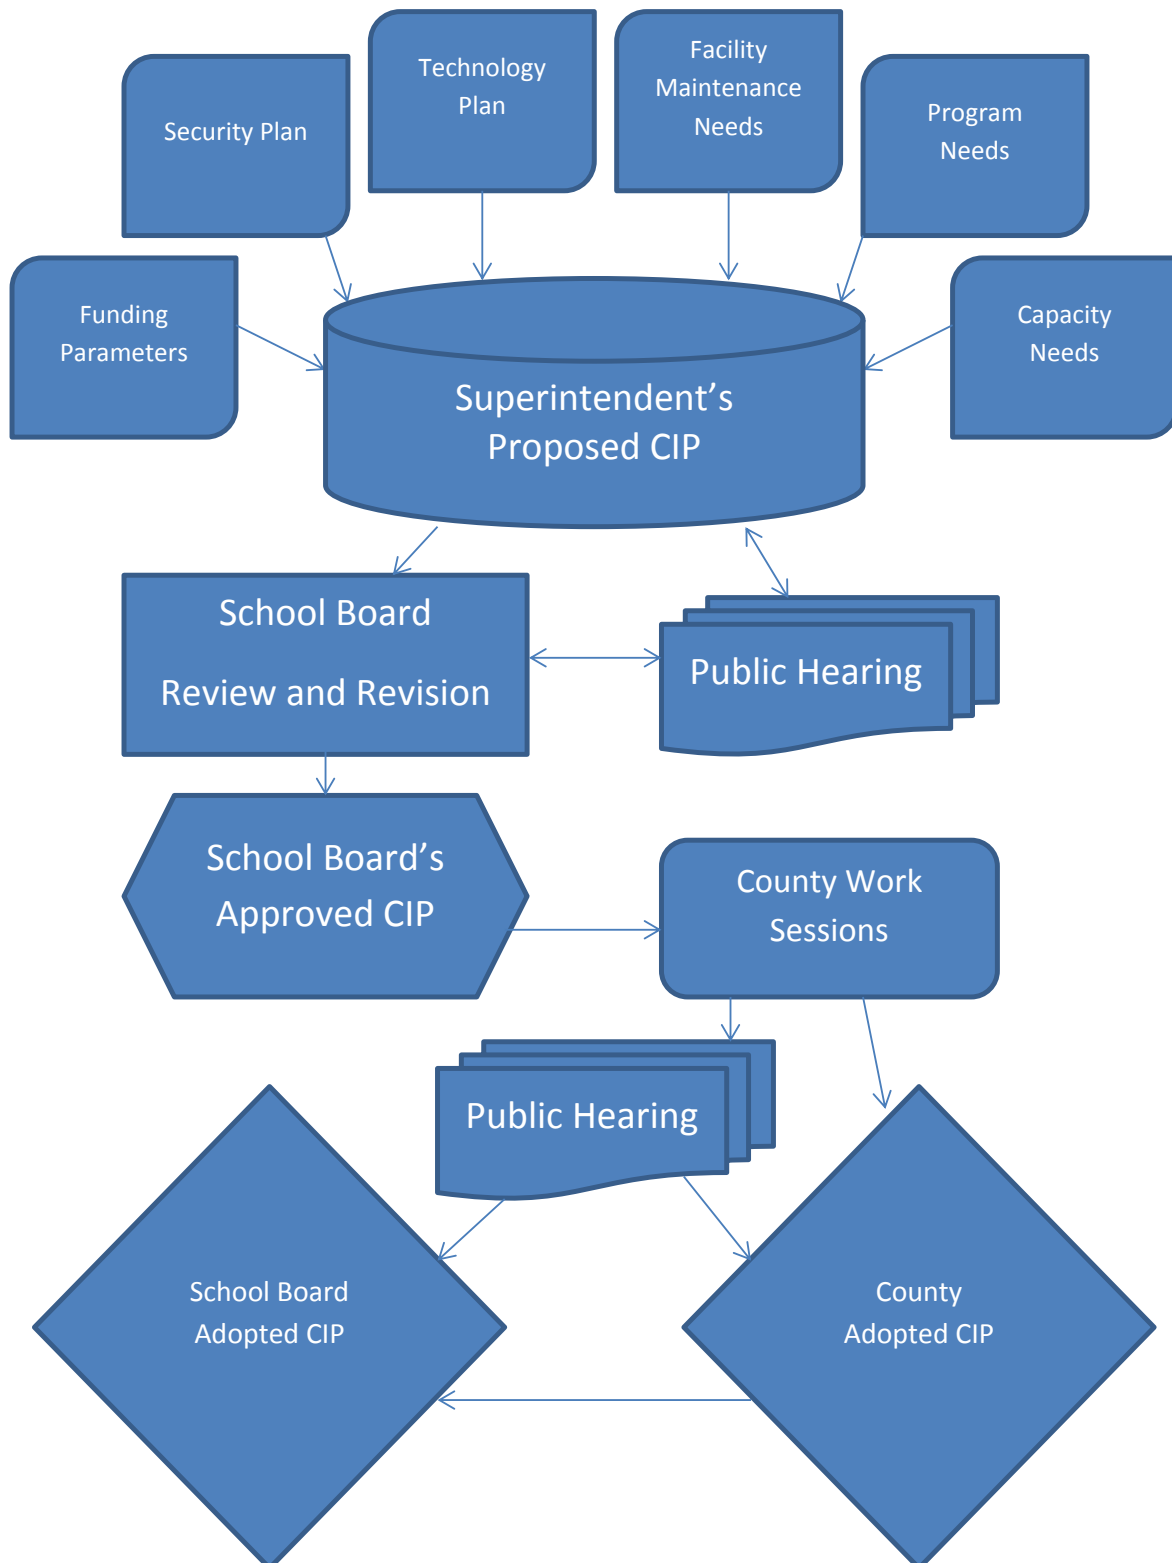 Security Plan
Technology
Plan
Facility
Maintenance
Needs
Program
Needs
Funding
Parameters
Capacity
Needs
Superintendent’s
Proposed CIP
School Board
Review and Revision
Public Hearing
School Board’s
Approved CIP
County Work
Sessions
Public Hearing
School Board
Adopted CIP
County
Adopted CIP